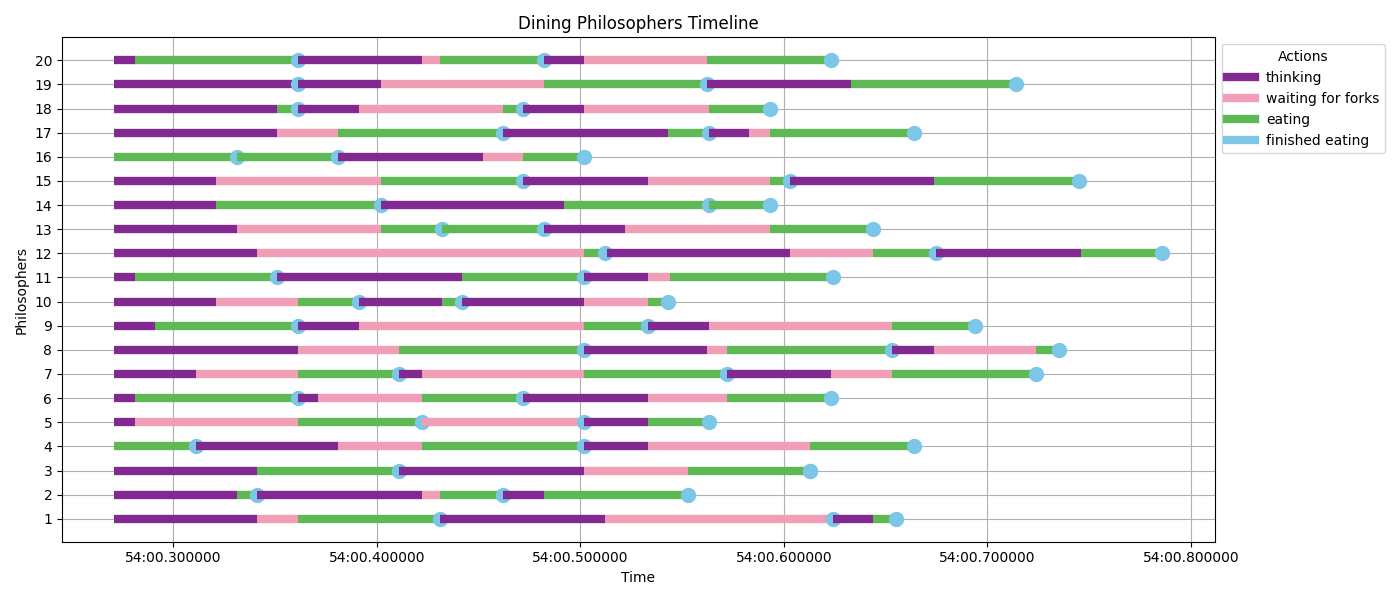 Dining Philosophers Timeline
Actions
thinking
waiting for forks
eating
finished eating
Philosophers
20
19
18
17
16
15
14
13
12
11
10
9
8
7
6
5
4
3
2
1
54:00.300000 54:00.400000 54:00.500000 54:00.600000 54:00.700000 54:00.800000
Time